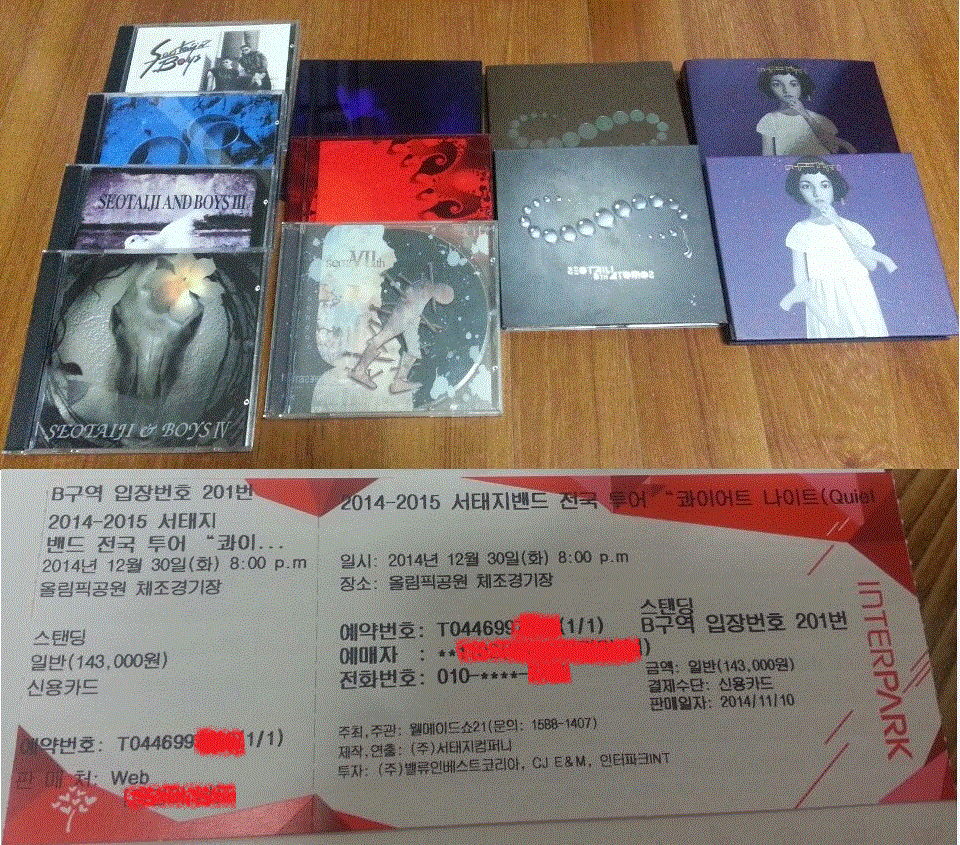 Seotaiji
Boys
SEOTAIJI AND BOYS III
SEOTAIJI & BOYS IV
VII
SEOTAIJI
8TH ATOMOS
B구역 입장번호 201번
2014-2015 서태지
밴드 전국 투어 “콰이...
2014년 12월 30일(화) 8:00 p.m
올림픽공원 체조경기장
스탠딩
일반(143,000원)
신용카드
예약번호: T044699 1/1)
판매처: Web
2014-2015 서태지밴드 전국 투어 “콰이어트 나이트(Quiet
일시: 2014년 12월 30일(화) 8:00 p.m
장소: 올림픽공원 체조경기장
예약번호: T044699 (1/1)
예매자 : **
전화번호: 010-****-
스탠딩
B구역 입장번호 201번
금액: 일반(143,000원)
결제수단: 신용카드
판매일자: 2014/11/10
주최,주관: 웰메이드쇼21(문의: 1588-1407)
제작,연출: (주)서태지컴퍼니
투자: (주)밸류인베스트코리아, CJ E&M, 인터파크INT
INTERPARK